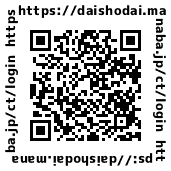 https://daishodai.ma
naba.jp/ct/login htt
ps://daishodai.mana
ba.jp/ct/login https